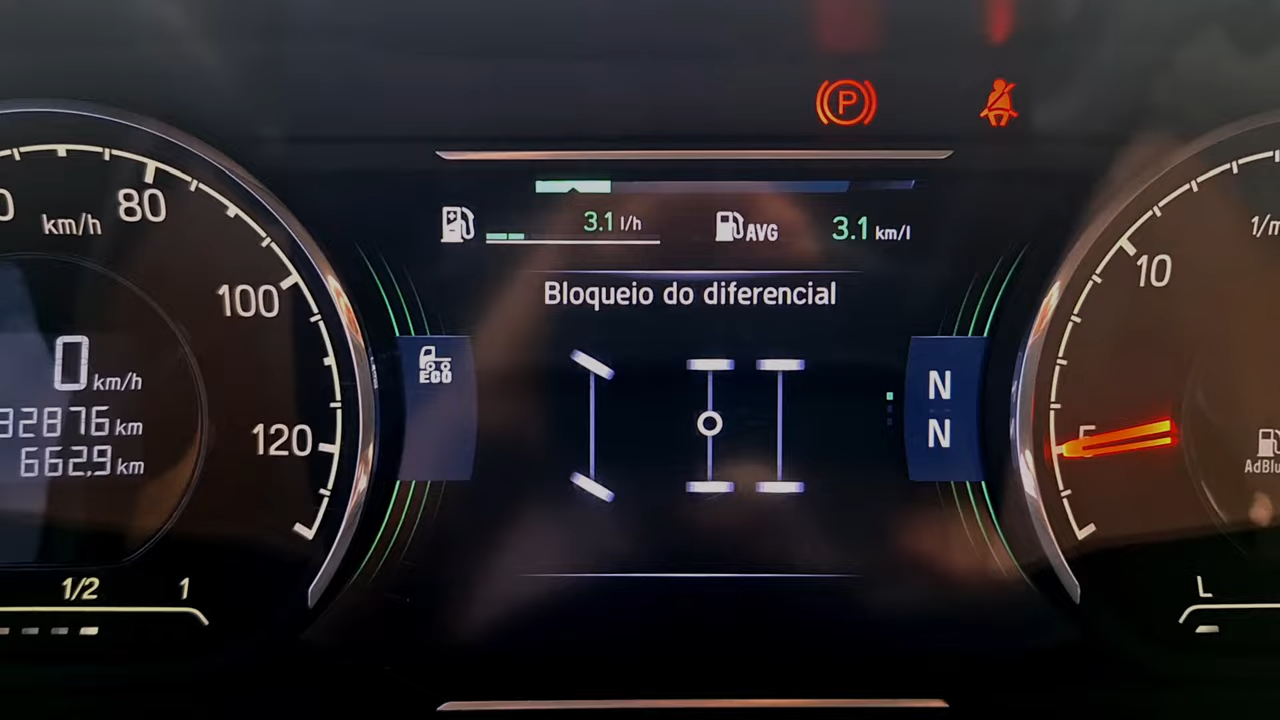 P
km/h
80
100
120
0 km/h
32876 km
662,9 km
1/2
1
3.1 l/h
AVG
3.1 km/l
Bloqueio do diferencial
ECO
N
N
10
5
L